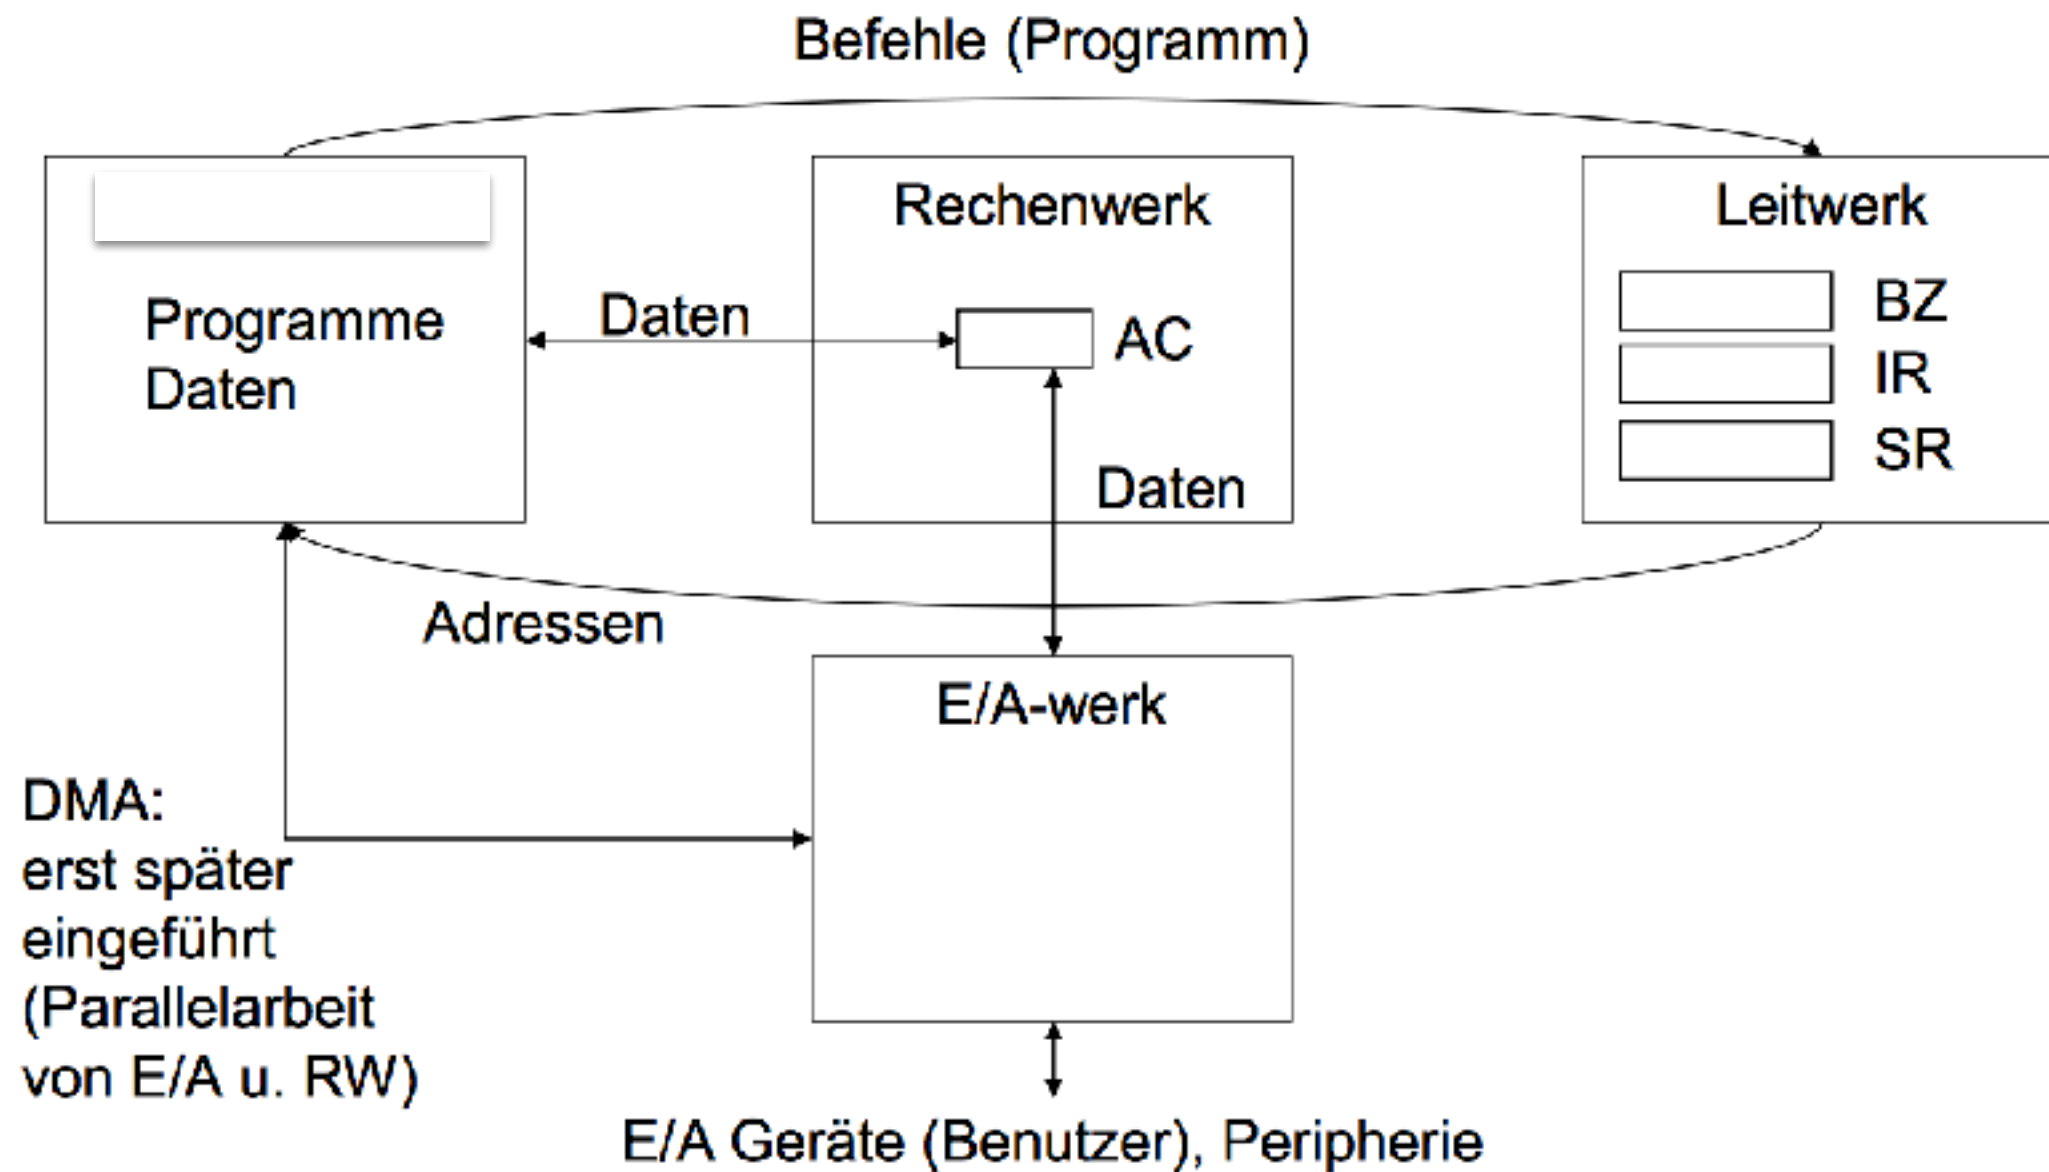 Befehle (Programm)
Rechenwerk
Leitwerk
Programme
Daten
Daten
AC
BZ
IR
SR
Daten
Adressen
E/A-werk
DMA:
erst später
eingeführt
(Parallelarbeit
von E/A u. RW)
E/A Geräte (Benutzer), Peripherie